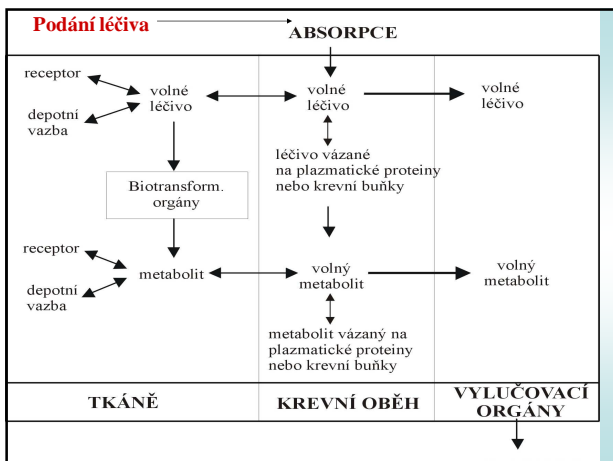 Podání léčiva
ABSORPCE
receptor
depotní
vazba
volné
léčivo
Biotransform.
orgány
receptor
depotní
vazba
metabolit
volné
léčivo
léčivo vázané
na plazmatické proteiny
nebo krevní buňky
volný
metabolit
metabolit vázaný na
plazmatické proteiny
nebo krevní buňky
volné
léčivo
volný
metabolit
TKÁNĚ
KREVNÍ OBĚH
VYLUČOVACÍ
ORGÁNY